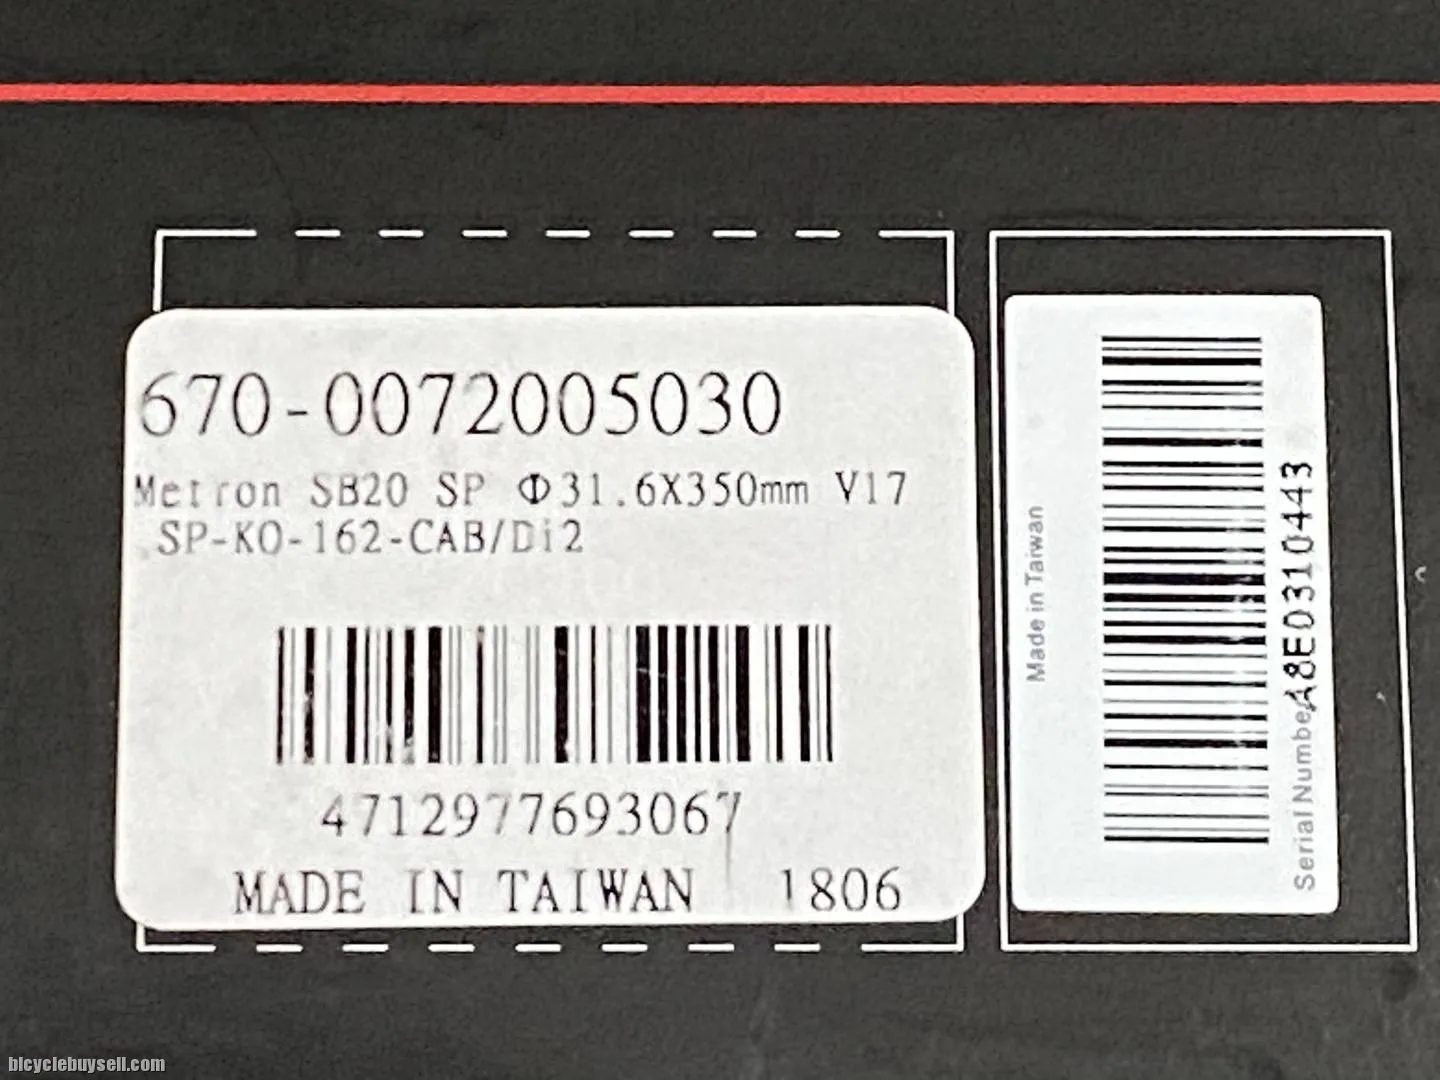 670-0072005030
Metron SB20 SP Φ31.6X350mm V17
SP-KO-162-CAB/Di2
4712977693067
MADE IN TAIWAN 1806
Made in Taiwan
Serial Number A8E0310443
bicyclebuysell.com